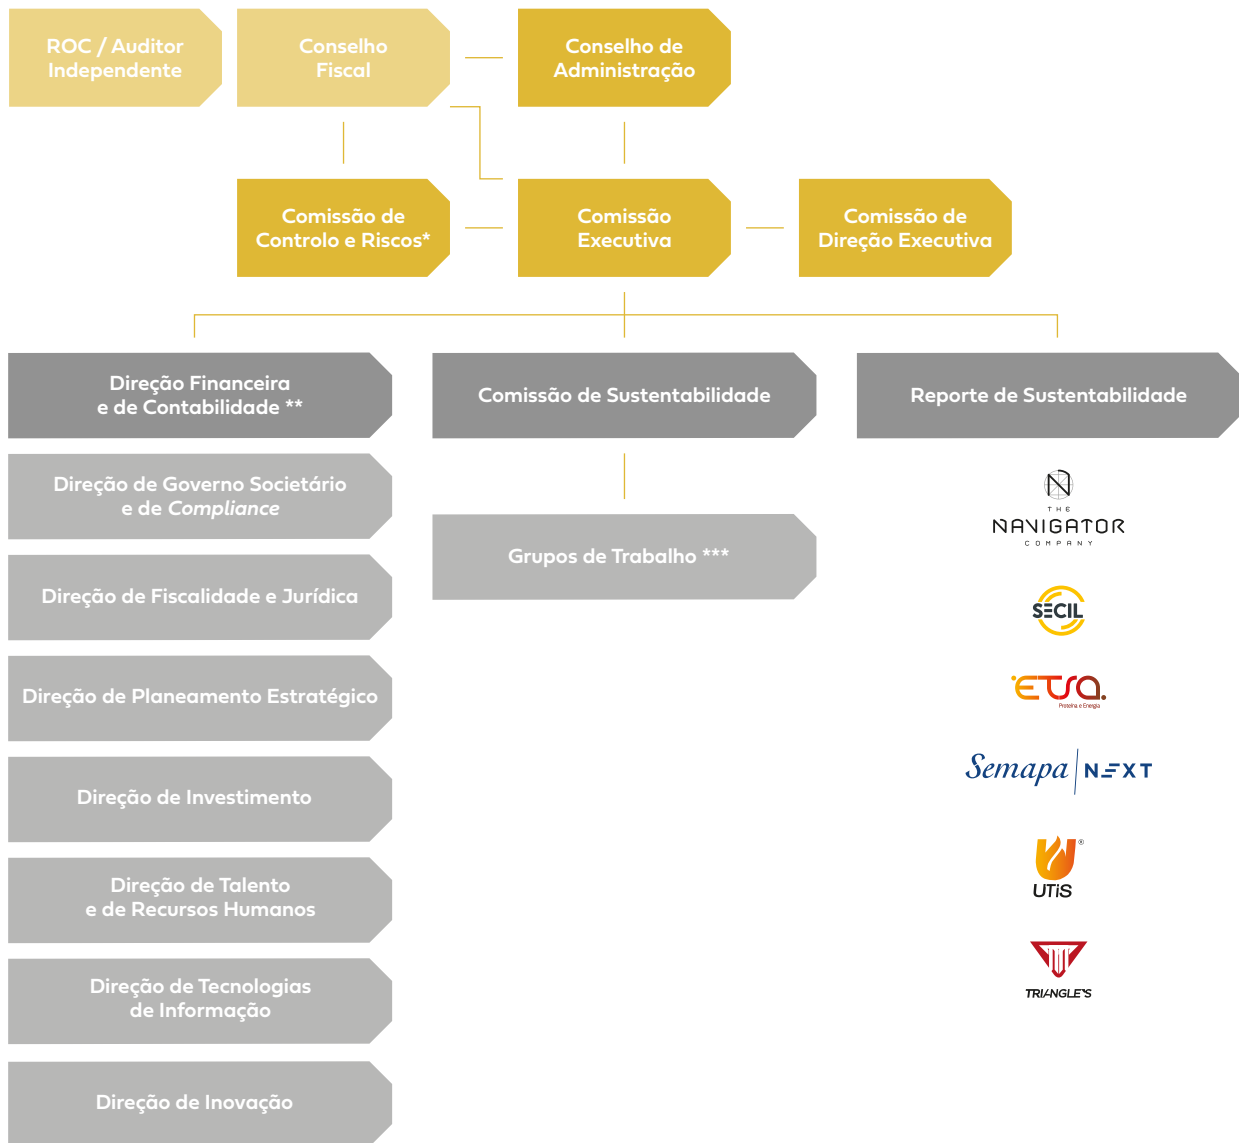 ROC / Auditor
Independente
Conselho
Fiscal
Conselho de
Administração
Comissão de
Controlo e Riscos*
Comissão
Executiva
Comissão de
Direção Executiva
Direção Financeira
e de Contabilidade **
Direção de Governo Societário
e de Compliance
Direção de Fiscalidade e Jurídica
Direção de Planeamento Estratégico
Direção de Investimento
Direção de Talento
e de Recursos Humanos
Direção de Tecnologias
de Informação
Direção de Inovação
Comissão de Sustentabilidade
Grupos de Trabalho ***
Reporte de Sustentabilidade
THE
NAVIGATOR
COMPANY
SECIL
ETSA
Proteína e Energia
Semapa NEXT
®
UTiS
TRIANGLE'S